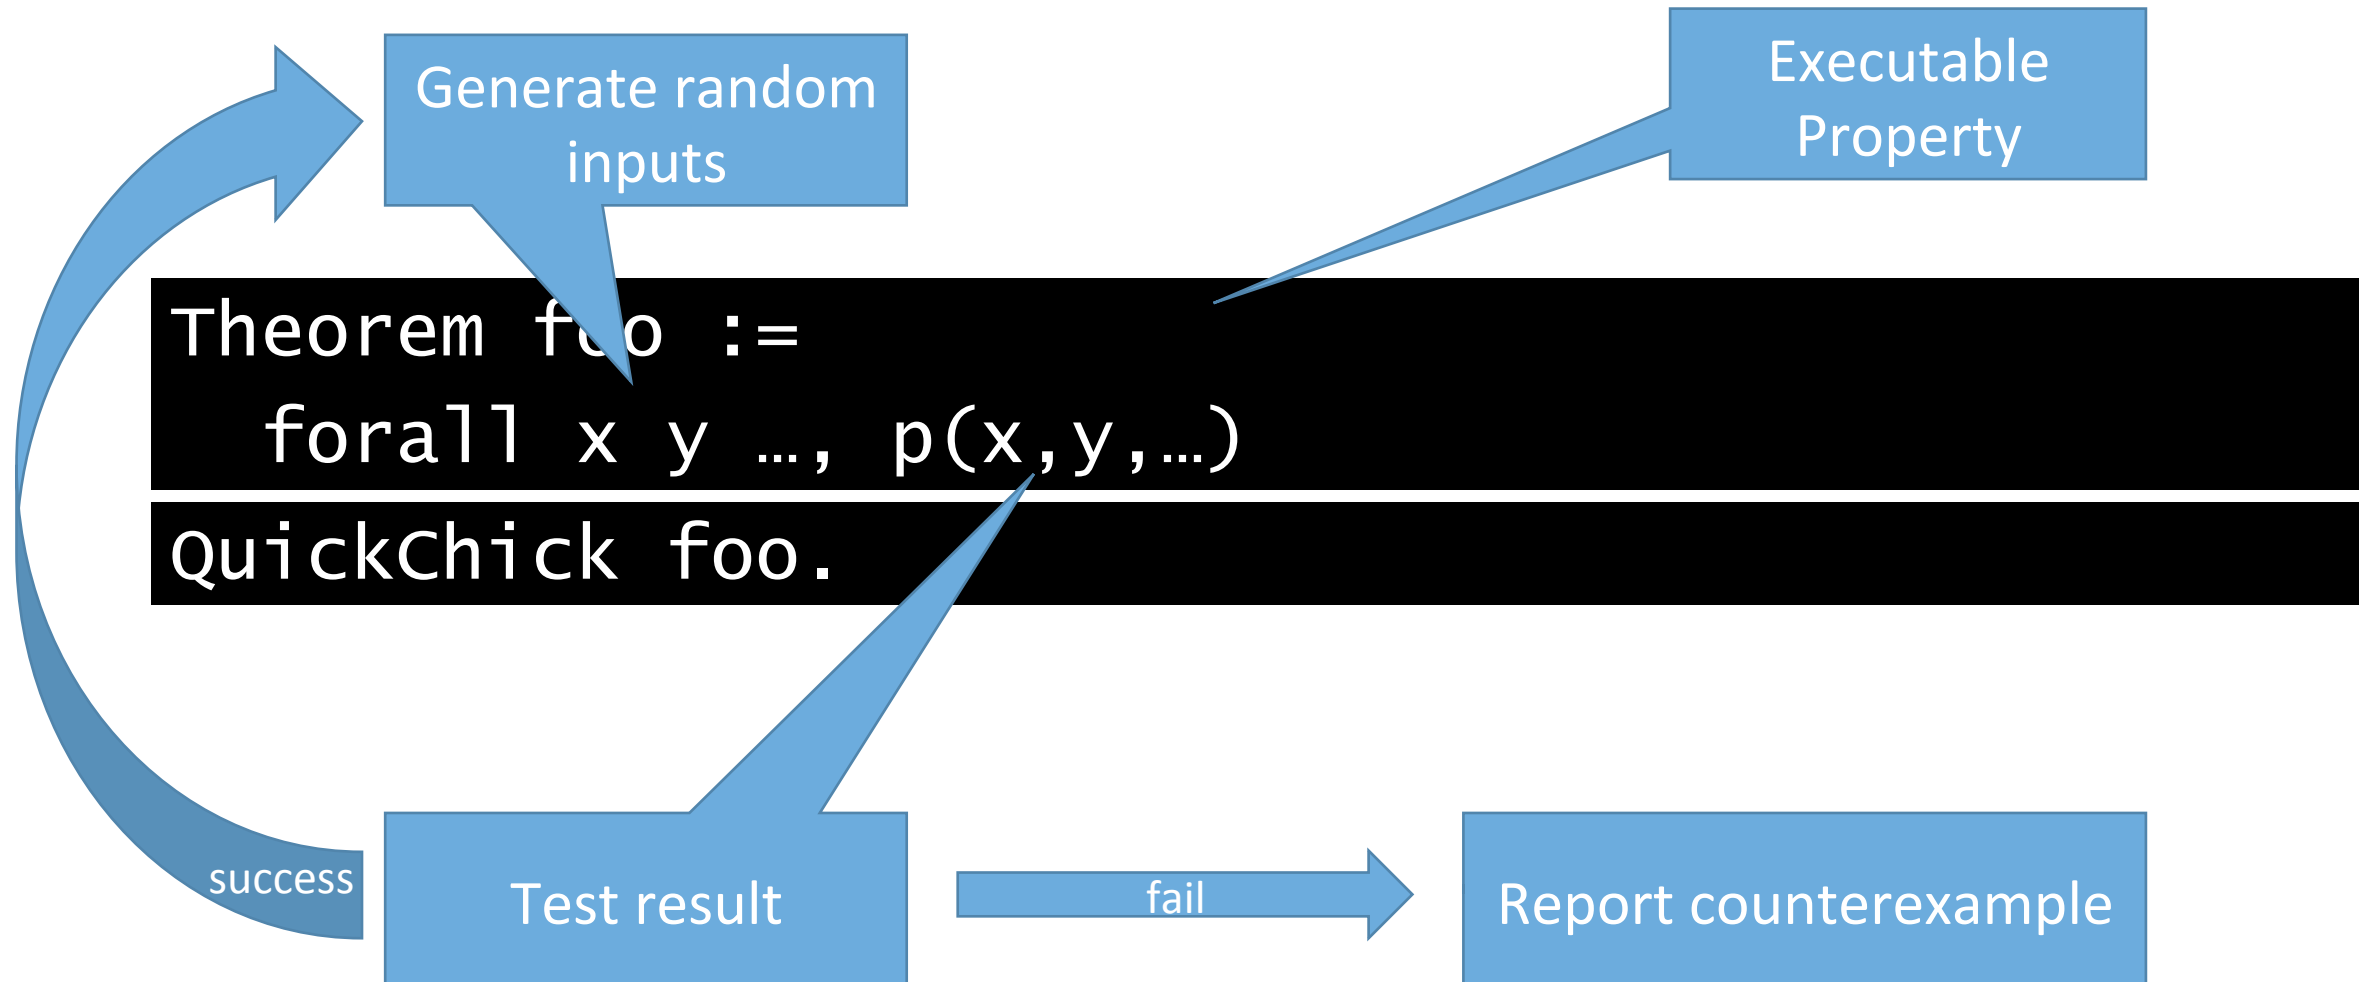 Generate random
inputs
Executable
Property
Theorem foo :=
forall x y …, p(x,y,…)
QuickChick foo.
success
Test result
fail
Report counterexample